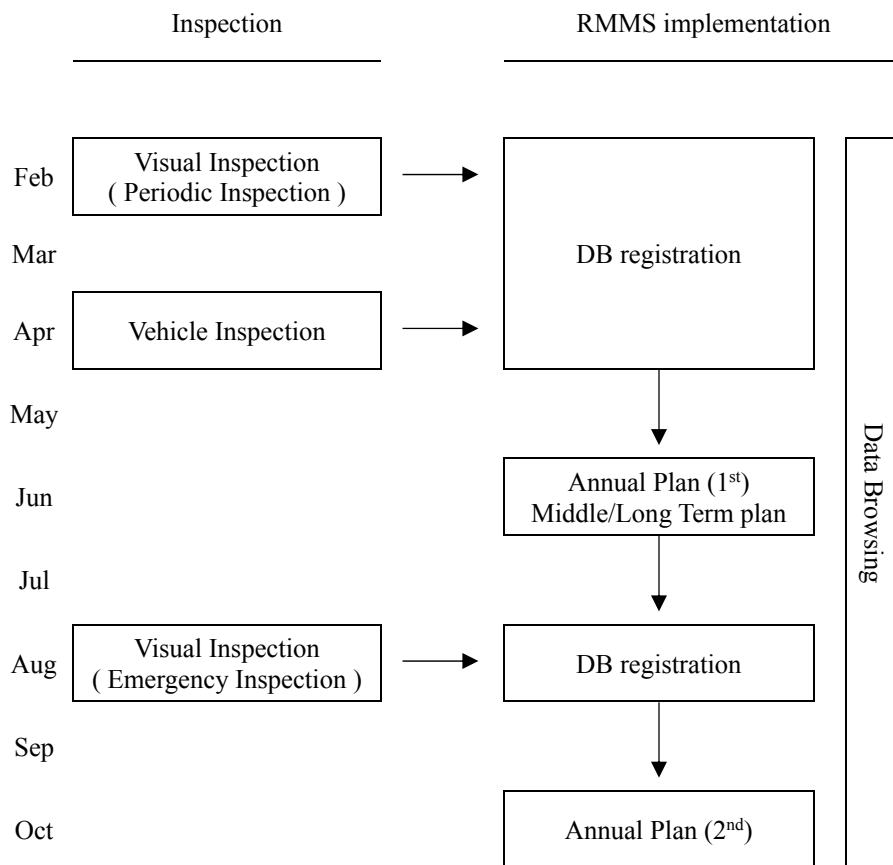 Inspection
RMMS implementation
Feb
Visual Inspection
( Periodic Inspection )
Mar
DB registration
Apr
Vehicle Inspection
May
Jun
Annual Plan (1st)
Middle/Long Term plan
Jul
Aug
Visual Inspection
( Emergency Inspection )
DB registration
Sep
Oct
Annual Plan (2nd)
Data Browsing